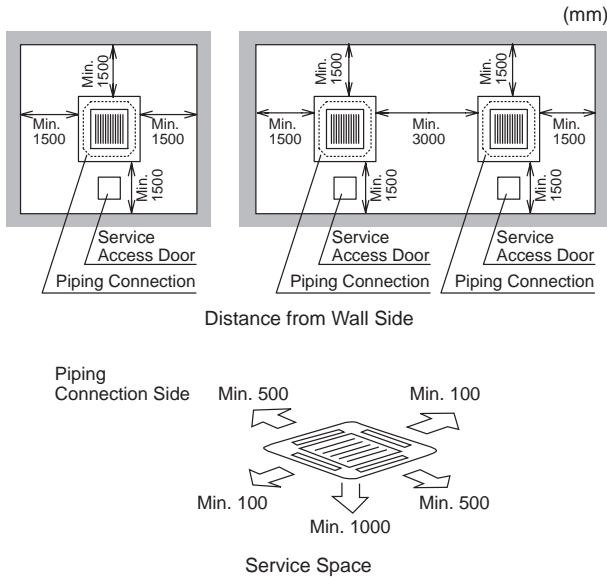 (mm)
Min.
1500
Min.
1500
Min.
1500
Min.
1500
Service
Access Door
Piping Connection
Min.
1500
Min.
1500
Min.
1500
Min.
3000
Min.
1500
Min.
1500
Min.
1500
Service
Access Door
Piping Connection
Service
Access Door
Piping Connection
Distance from Wall Side
Piping
Connection Side
Min. 500
Min. 100
Min. 100
Min. 500
Min. 1000
Service Space